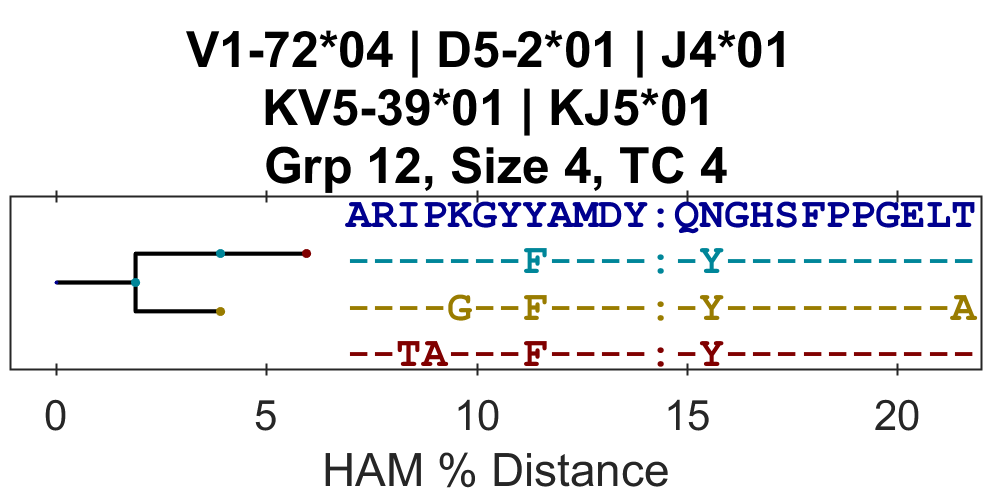 V1-72*04 | D5-2*01 | J4*01
KV5-39*01 | KJ5*01
Grp 12, Size 4, TC 4
ARIPKGYYAMDY:QNGHSFPPGELT
-------F----:-Y----------
----G--F----:-Y---------A
--TA---F----:-Y----------
0 5 10 15 20
HAM % Distance